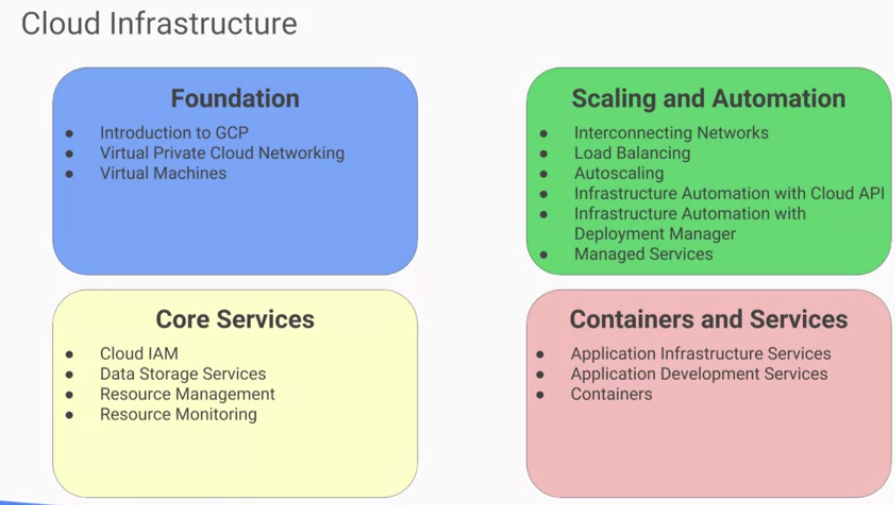 Cloud Infrastructure
Foundation
● Introduction to GCP
● Virtual Private Cloud Networking
● Virtual Machines
Scaling and Automation
● Interconnecting Networks
● Load Balancing
● Autoscaling
● Infrastructure Automation with Cloud API
● Infrastructure Automation with
Deployment Manager
● Managed Services
Core Services
● Cloud IAM
● Data Storage Services
● Resource Management
● Resource Monitoring
Containers and Services
● Application Infrastructure Services
● Application Development Services
● Containers